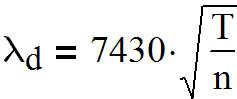 λd = 7430·√(T/n)